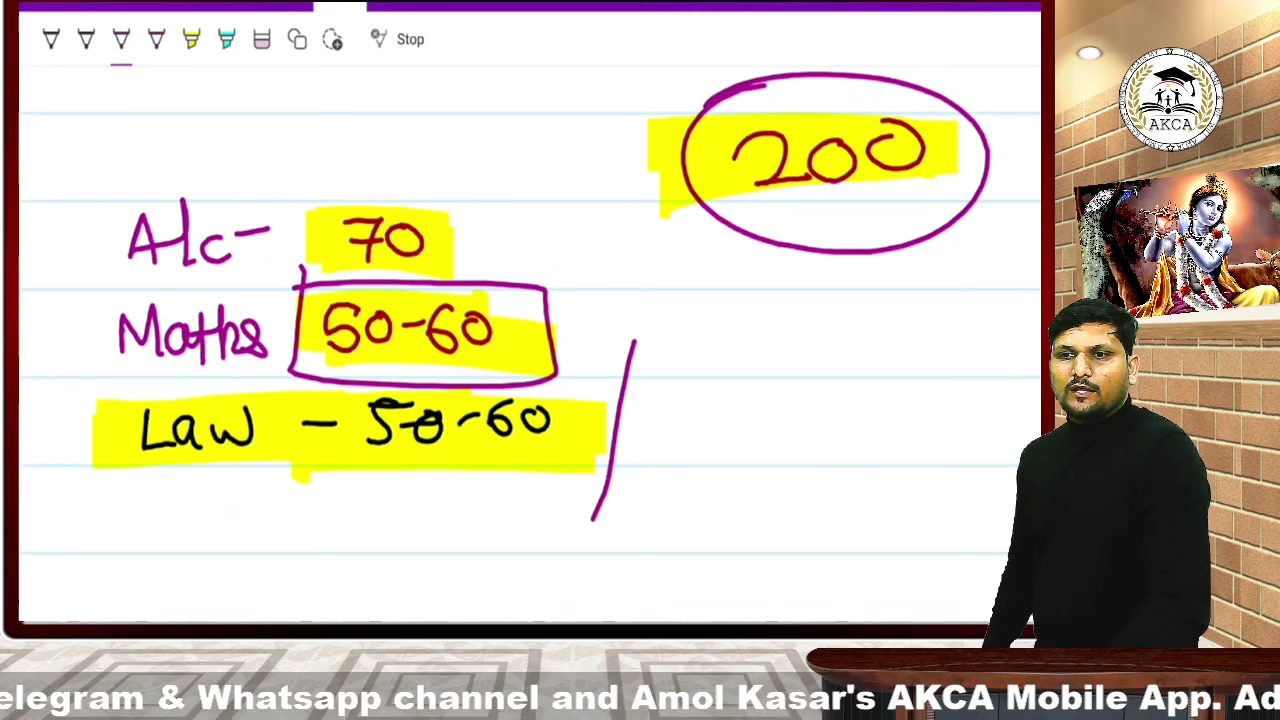 Stop
200
A/c - 70
Maths 50-60
Law - 50-60
AKCA
elegram & Whatsapp channel and Amol Kasar's AKCA Mobile App. Ad